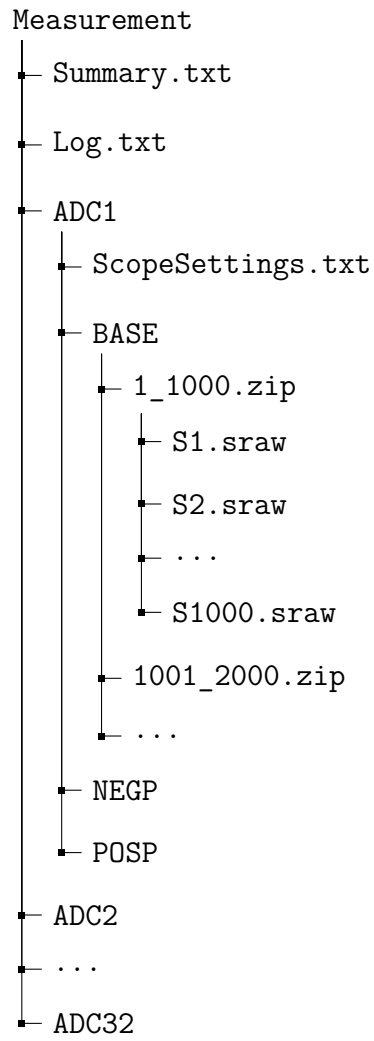 Measurement
Summary.txt
Log.txt
ADC1
ScopeSettings.txt
BASE
1_1000.zip
S1.sraw
S2.sraw
...
S1000.sraw
1001_2000.zip
...
NEGP
POSP
ADC2
...
ADC32